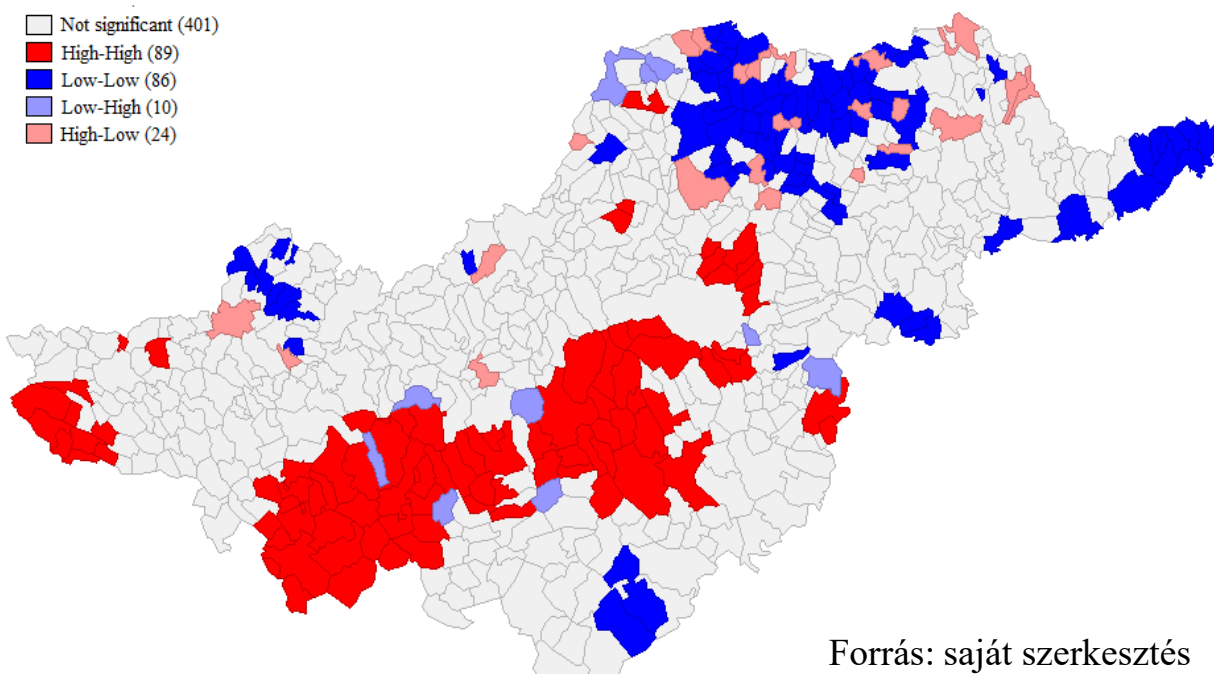 Not significant (401)
High-High (89)
Low-Low (86)
Low-High (10)
High-Low (24)
Forrás: saját szerkesztés